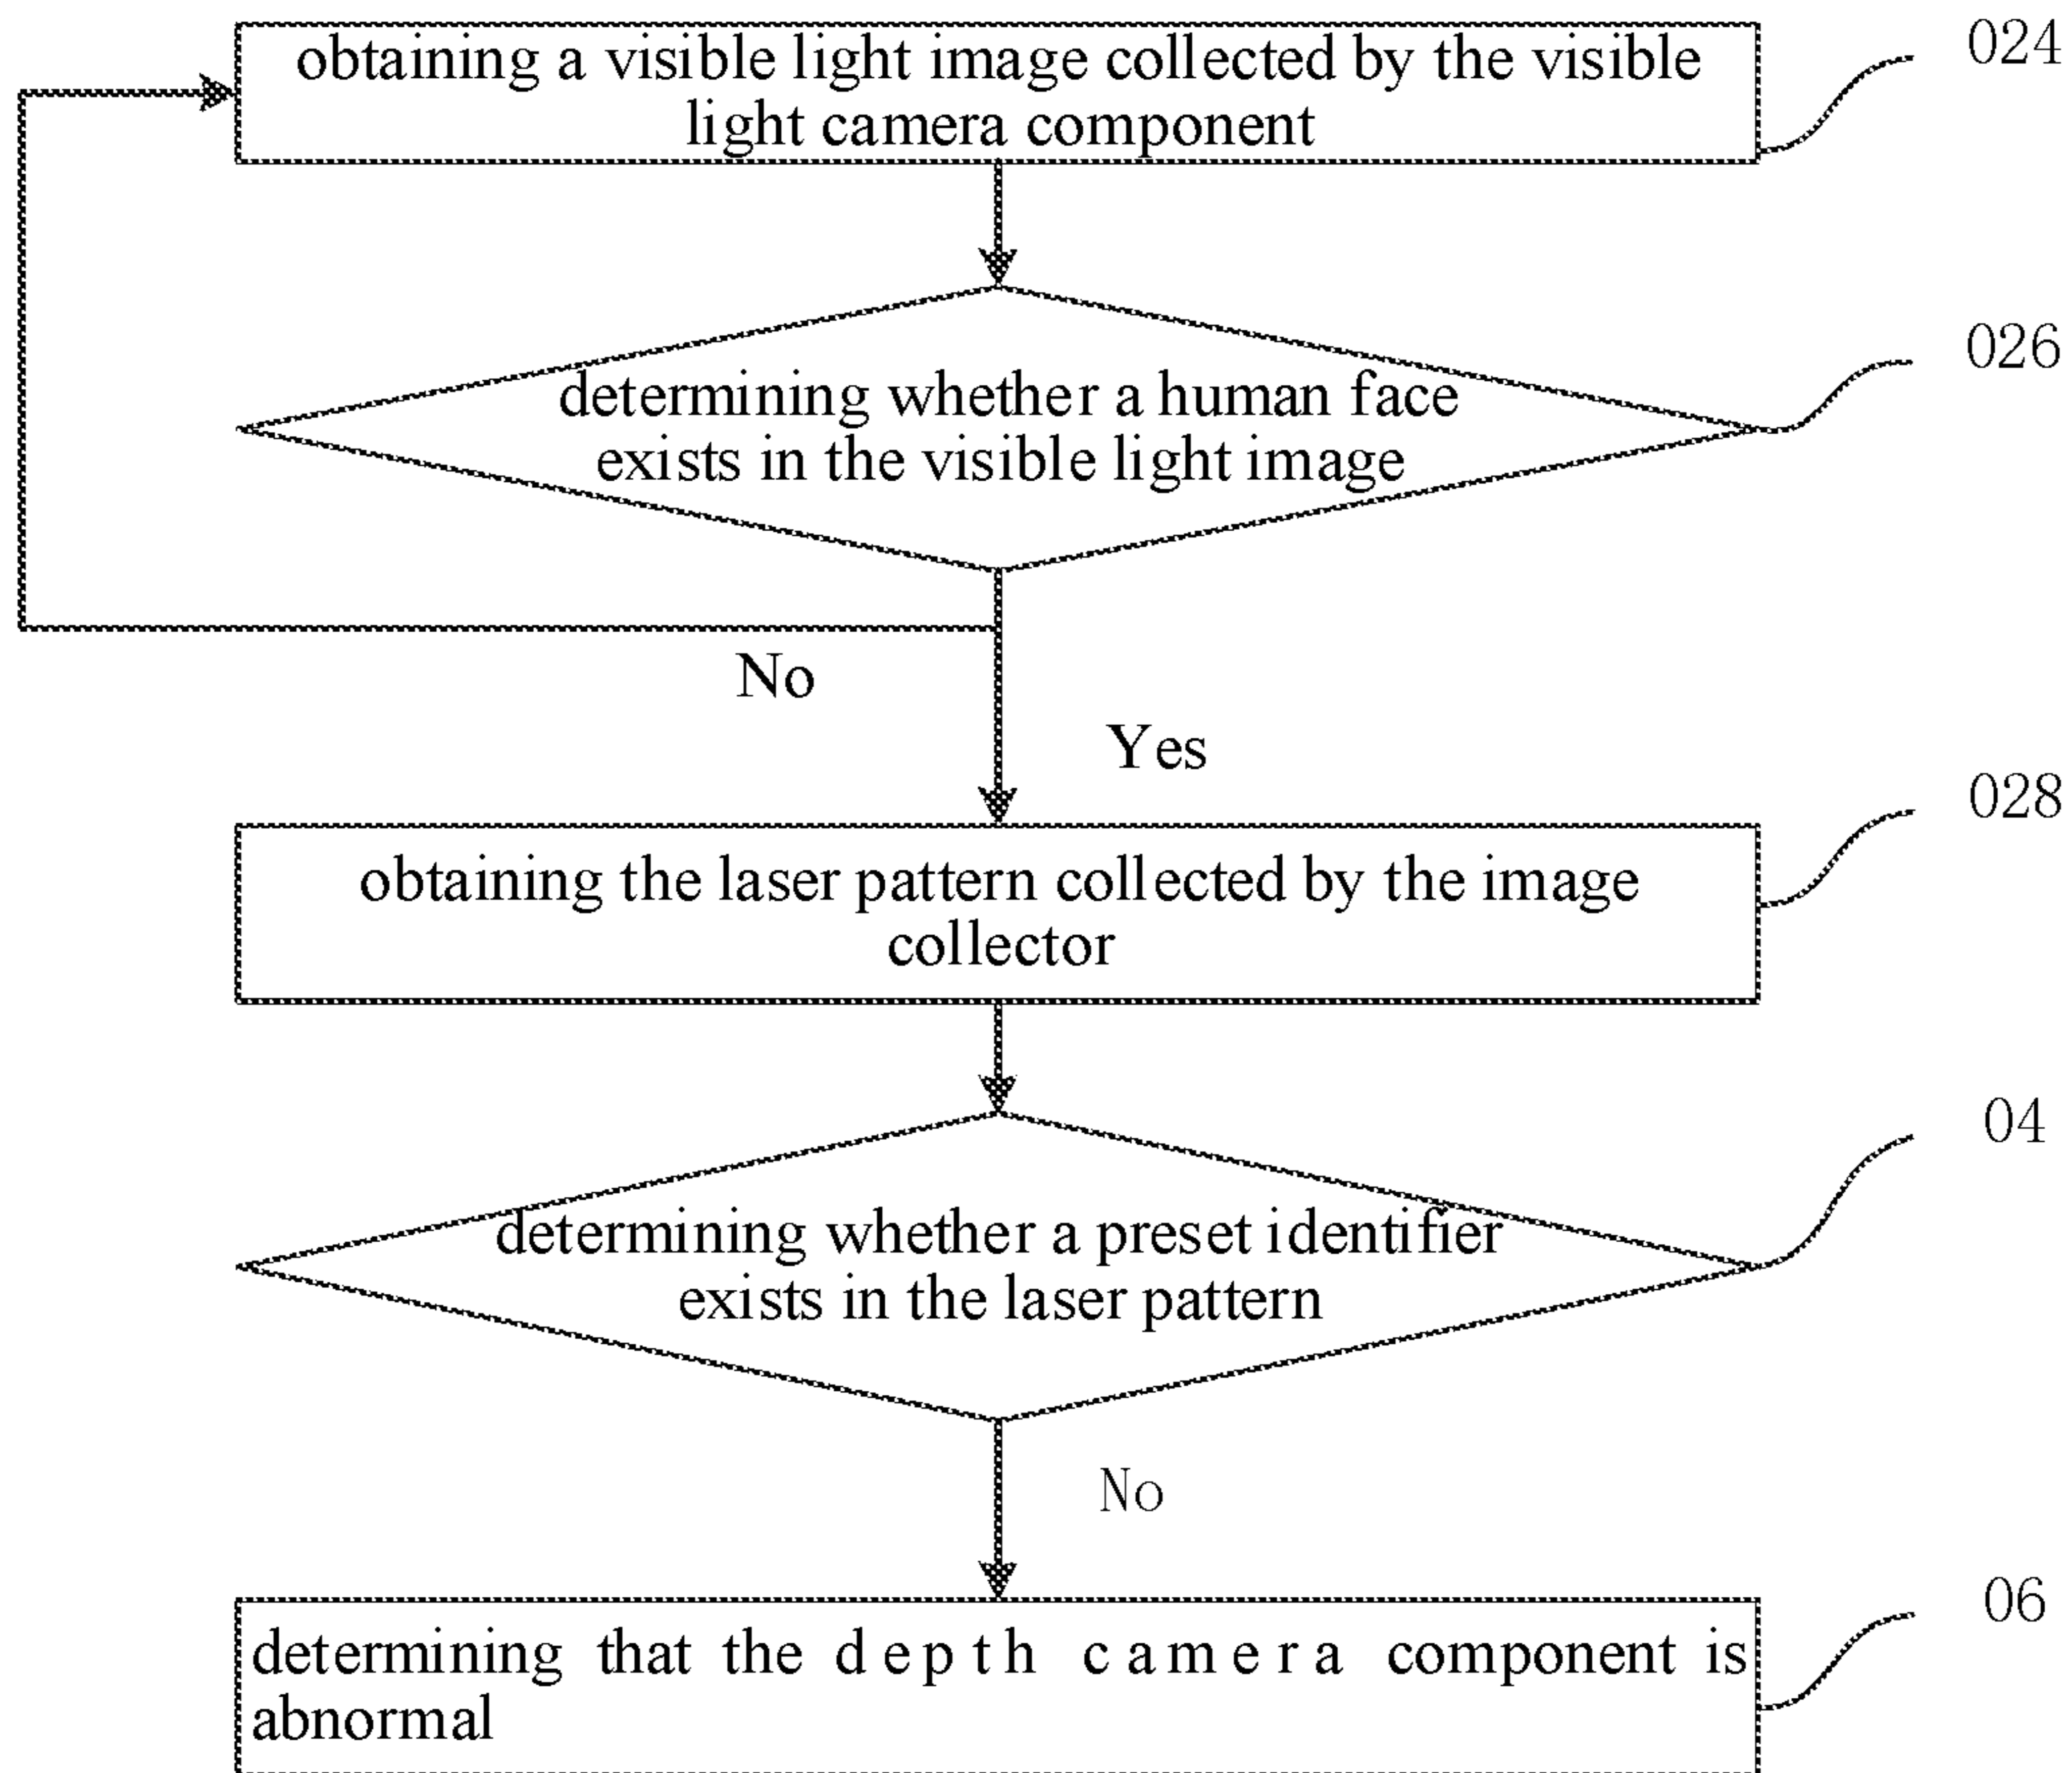 obtaining a visible light image collected by the visible
light camera component
024
determining whether a human face
exists in the visible light image
026
No
Yes
obtaining the laser pattern collected by the image
collector
028
determining whether a preset identifier
exists in the laser pattern
04
No
determining that the depth camera component is
abnormal
06